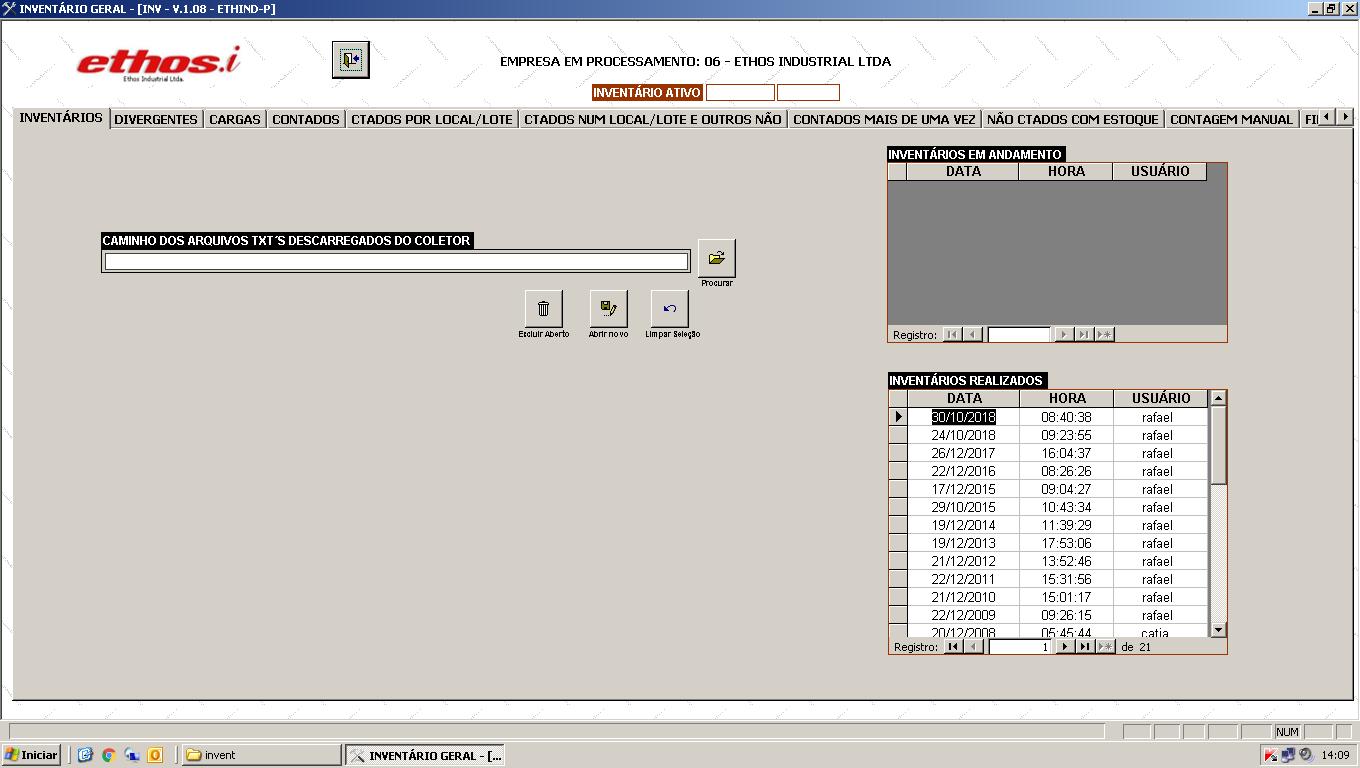 INVENTÁRIO GERAL - [INV - V.1.08 - ETHIND-P]
ethos.i
Ethos Industrial Ltda.
EMPRESA EM PROCESSAMENTO: 06 - ETHOS INDUSTRIAL LTDA
INVENTÁRIO ATIVO
INVENTÁRIOS DIVERGENTES CARGAS CONTADOS CTADOS POR LOCAL/LOTE CTADOS NUM LOCAL/LOTE E OUTROS NÃO CONTADOS MAIS DE UMA VEZ NÃO CTADOS COM ESTOQUE CONTAGEM MANUAL
INVENTÁRIOS EM ANDAMENTO
DATA HORA USUÁRIO
Registro:
CAMINHO DOS ARQUIVOS TXT´S DESCARREGADOS DO COLETOR
Procurar
Excluir Aberto Abrir novo Limpar Seleção
INVENTÁRIOS REALIZADOS
DATA HORA USUÁRIO
30/10/2018 08:40:38 rafael
24/10/2018 09:23:55 rafael
26/12/2017 16:04:37 rafael
22/12/2016 08:26:26 rafael
17/12/2015 09:04:27 rafael
29/10/2015 10:43:34 rafael
19/12/2014 11:39:29 rafael
19/12/2013 17:53:06 rafael
21/12/2012 13:52:46 rafael
22/12/2011 15:31:56 rafael
21/12/2010 15:01:17 rafael
22/12/2009 09:26:15 rafael
20/12/2008 05:45:44 catia
Registro: 1 de 21
NUM
Iniciar invent INVENTÁRIO GERAL - [... 14:09